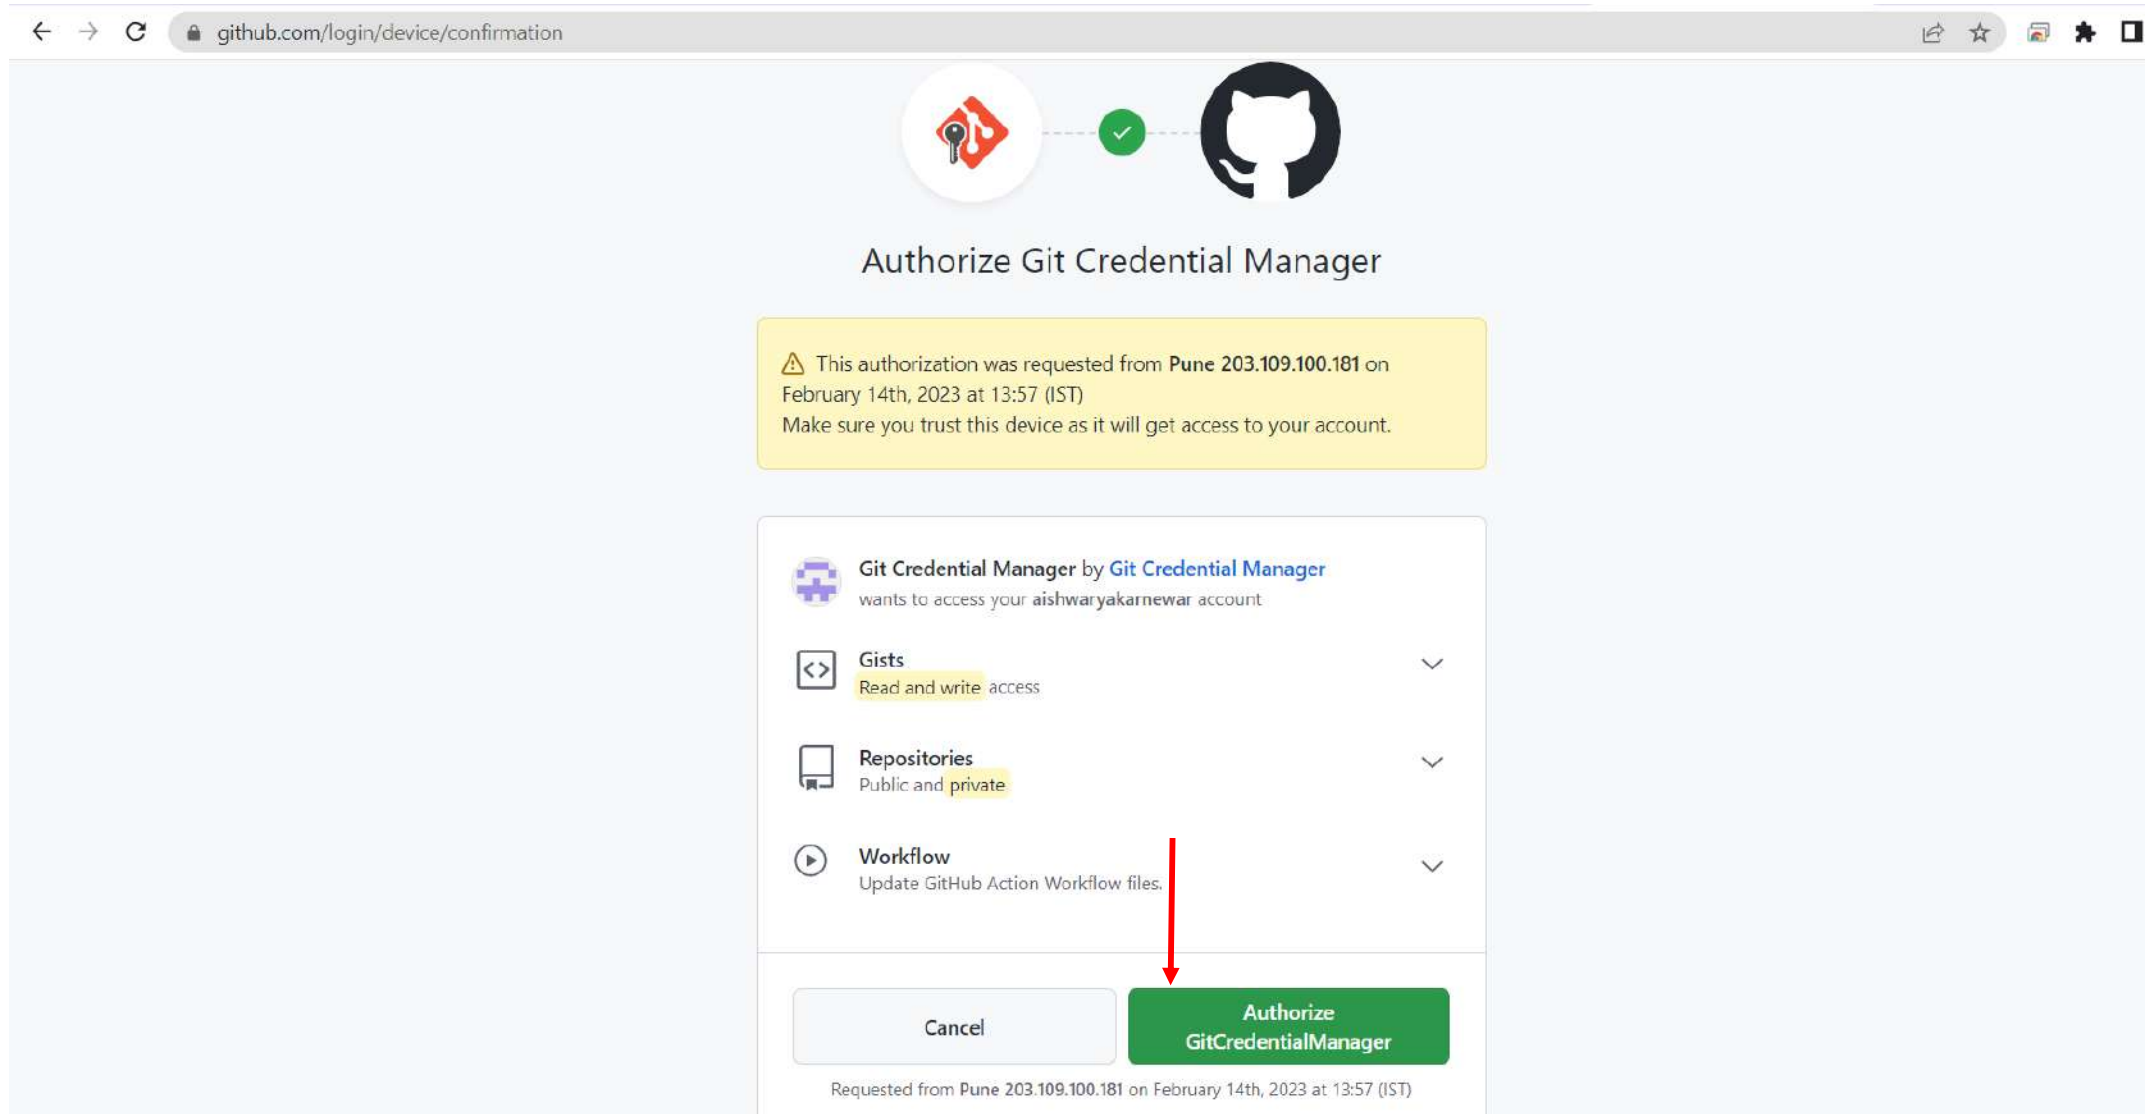 github.com/login/device/confirmation
Authorize Git Credential Manager
This authorization was requested from Pune 203.109.100.181 on
February 14th, 2023 at 13:57 (IST)
Make sure you trust this device as it will get access to your account.
Git Credential Manager by Git Credential Manager
wants to access your aishwaryakarnewar account
Gists
Read and write access
Repositories
Public and private
Workflow
Update GitHub Action Workflow files.
Cancel
Authorize
GitCredentialManager
Requested from Pune 203.109.100.181 on February 14th, 2023 at 13:57 (IST)